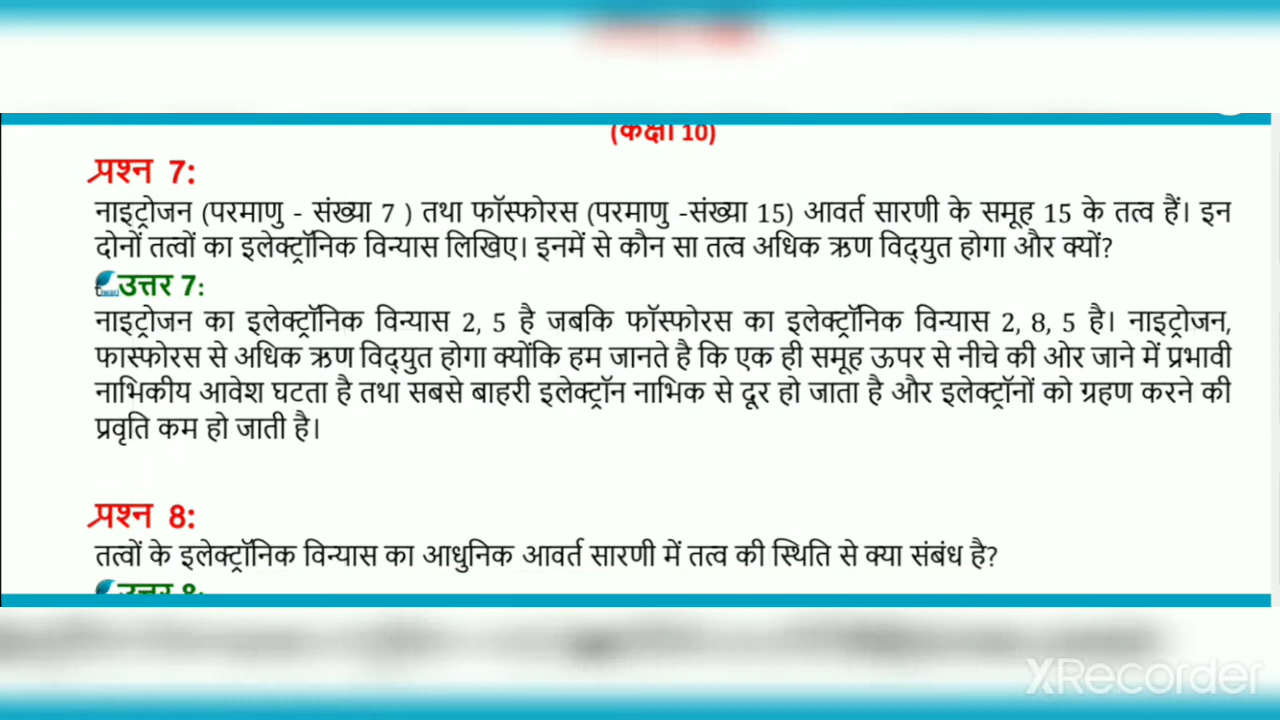 (कक्षा 10)
प्रश्न 7:
नाइट्रोजन (परमाणु - संख्या 7 ) तथा फॉस्फोरस (परमाणु -संख्या 15) आवर्त सारणी के समूह 15 के तत्व हैं। इन
दोनों तत्वों का इलेक्ट्रॉनिक विन्यास लिखिए। इनमें से कौन सा तत्व अधिक ऋण विद्युत होगा और क्यों?
उत्तर 7:
नाइट्रोजन का इलेक्ट्रॉनिक विन्यास 2, 5 है जबकि फॉस्फोरस का इलेक्ट्रॉनिक विन्यास 2, 8, 5 है। नाइट्रोजन,
फास्फोरस से अधिक ऋण विद्युत होगा क्योंकि हम जानते है कि एक ही समूह ऊपर से नीचे की ओर जाने में प्रभावी
नाभिकीय आवेश घटता है तथा सबसे बाहरी इलेक्ट्रॉन नाभिक से दूर हो जाता है और इलेक्ट्रॉनों को ग्रहण करने की
प्रवृति कम हो जाती है।
प्रश्न 8:
तत्वों के इलेक्ट्रॉनिक विन्यास का आधुनिक आवर्त सारणी में तत्व की स्थिति से क्या संबंध है?
उत्तर 8:
XRecorder